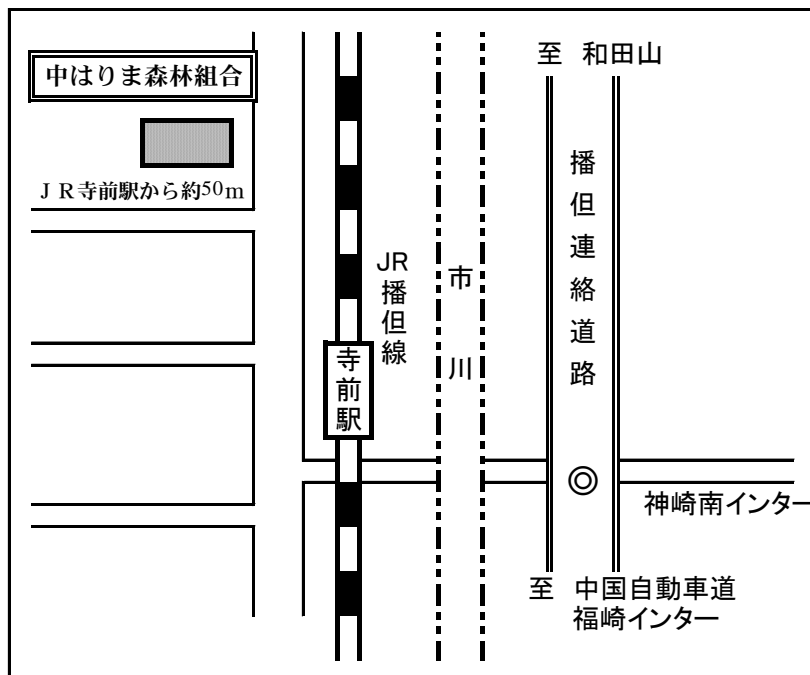 中はりま森林組合
ＪＲ寺前駅から約50ｍ
JR播但線
寺前駅
市川
至 和田山
播但連絡道路
神崎南インター
至 中国自動車道
福崎インター